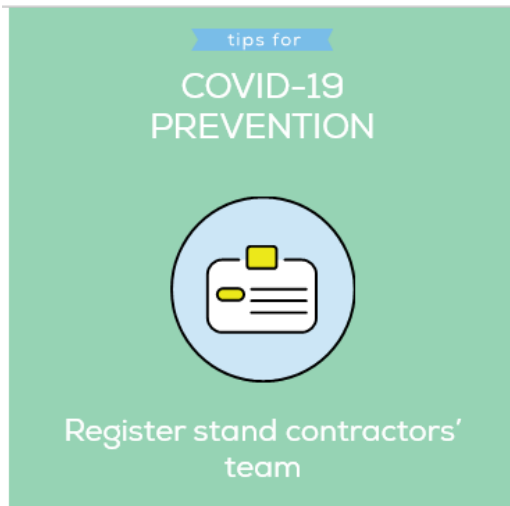 tips for
COVID-19
PREVENTION
Register stand contractors’
team